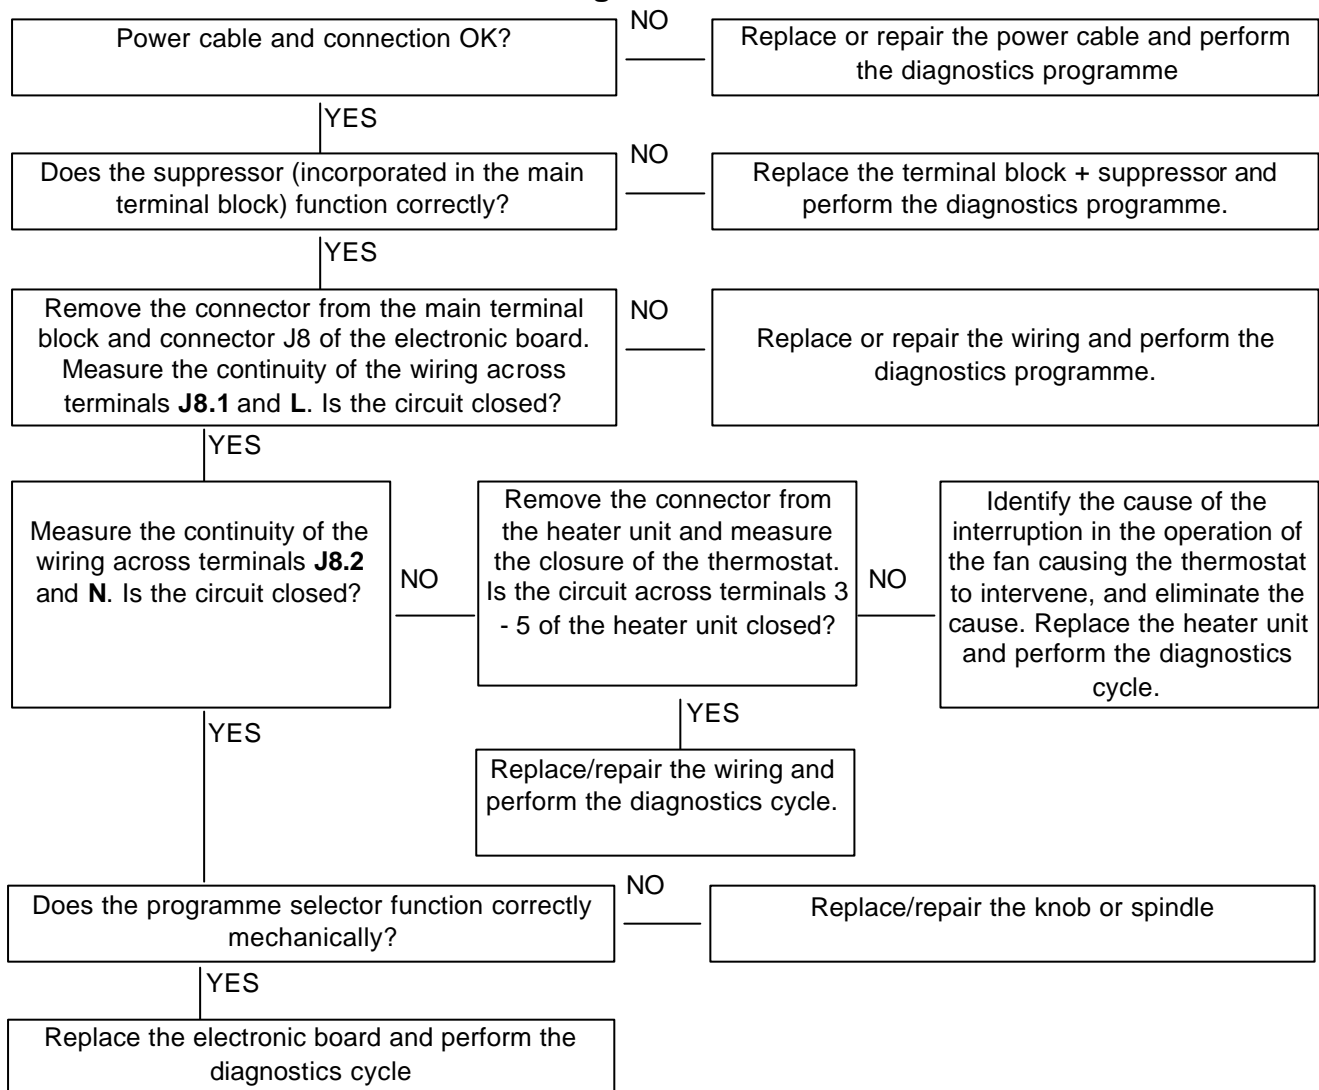 Power cable and connection OK?
NO
Replace or repair the power cable and perform
the diagnostics programme
YES
Does the suppressor (incorporated in the main
terminal block) function correctly?
NO
Replace the terminal block + suppressor and
perform the diagnostics programme.
YES
Remove the connector from the main terminal
block and connector J8 of the electronic board.
Measure the continuity of the wiring across
terminals J8.1 and L. Is the circuit closed?
NO
Replace or repair the wiring and perform the
diagnostics programme.
YES
Measure the continuity of the
wiring across terminals J8.2
and N. Is the circuit closed?
NO
Remove the connector from
the heater unit and measure
the closure of the thermostat.
Is the circuit across terminals 3
- 5 of the heater unit closed?
NO
Identify the cause of the
interruption in the operation of
the fan causing the thermostat
to intervene, and eliminate the
cause. Replace the heater unit
and perform the diagnostics
cycle.
YES
Replace/repair the wiring and
perform the diagnostics cycle.
YES
Does the programme selector function correctly
mechanically?
NO
Replace/repair the knob or spindle
YES
Replace the electronic board and perform the
diagnostics cycle